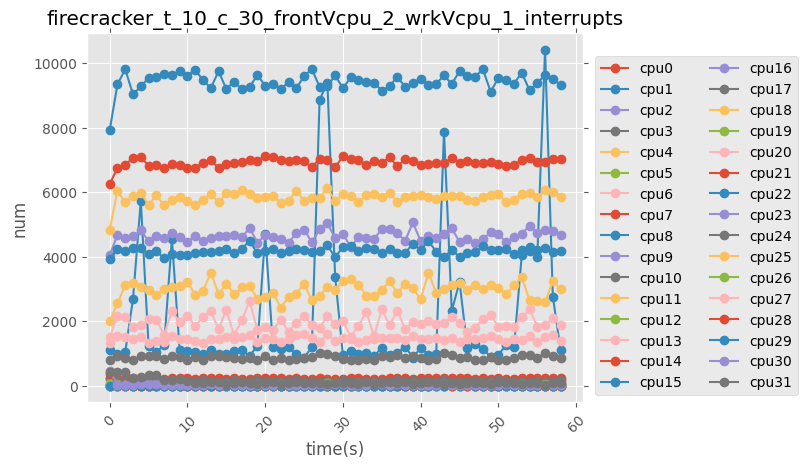 firecracker_t_10_c_30_frontVcpu_2_wrkVcpu_1_interrupts
num
10000
8000
6000
4000
2000
0
0
10
20
30
40
50
60
time(s)
cpu0
cpu1
cpu2
cpu3
cpu4
cpu5
cpu6
cpu7
cpu8
cpu9
cpu10
cpu11
cpu12
cpu13
cpu14
cpu15
cpu16
cpu17
cpu18
cpu19
cpu20
cpu21
cpu22
cpu23
cpu24
cpu25
cpu26
cpu27
cpu28
cpu29
cpu30
cpu31